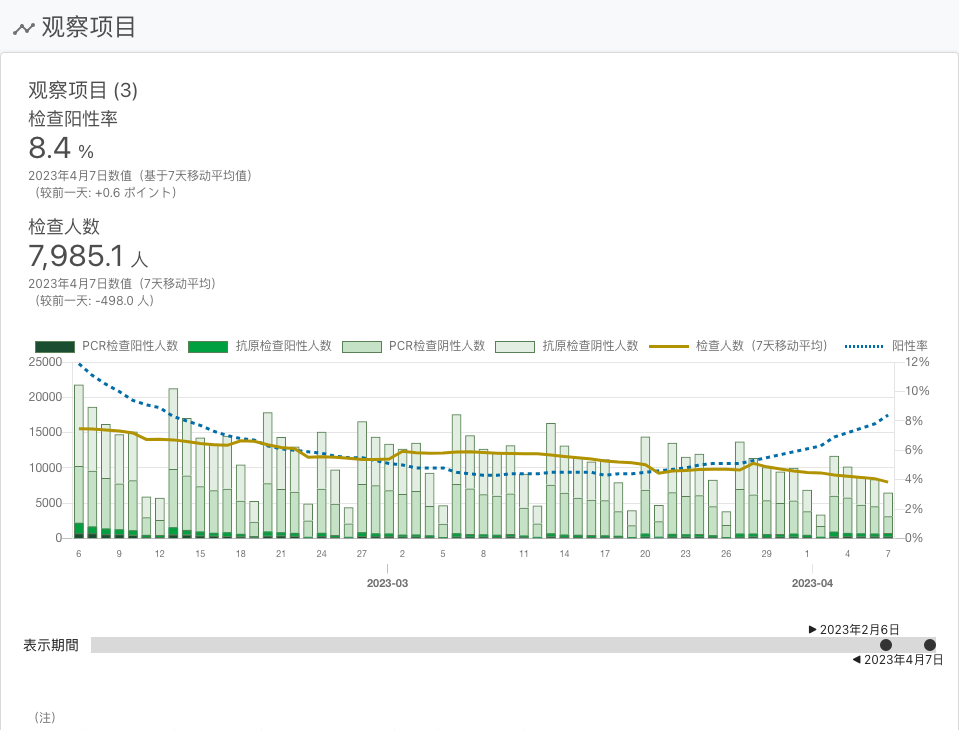 观察项目
观察项目 (3)
检查阳性率
8.4 %
2023年4月7日数值（基于7天移动平均值）
（较前一天: +0.6 ポイント）
检查人数
7,985.1 人
2023年4月7日数值（7天移动平均）
（较前一天: -498.0 人）
PCR检查阳性人数 抗原检查阳性人数 PCR检查阴性人数 抗原检查阴性人数 检查人数（7天移动平均） 阳性率
25000 12%
10%
20000
8%
15000
6%
10000
4%
5000
2%
0 0%
6 9 12 15 18 21 24 27 2 5 8 11 14 17 20 23 26 29 1 4 7
2023-03 2023-04
▶ 2023年2月6日
表示期間
◀ 2023年4月7日
（注）